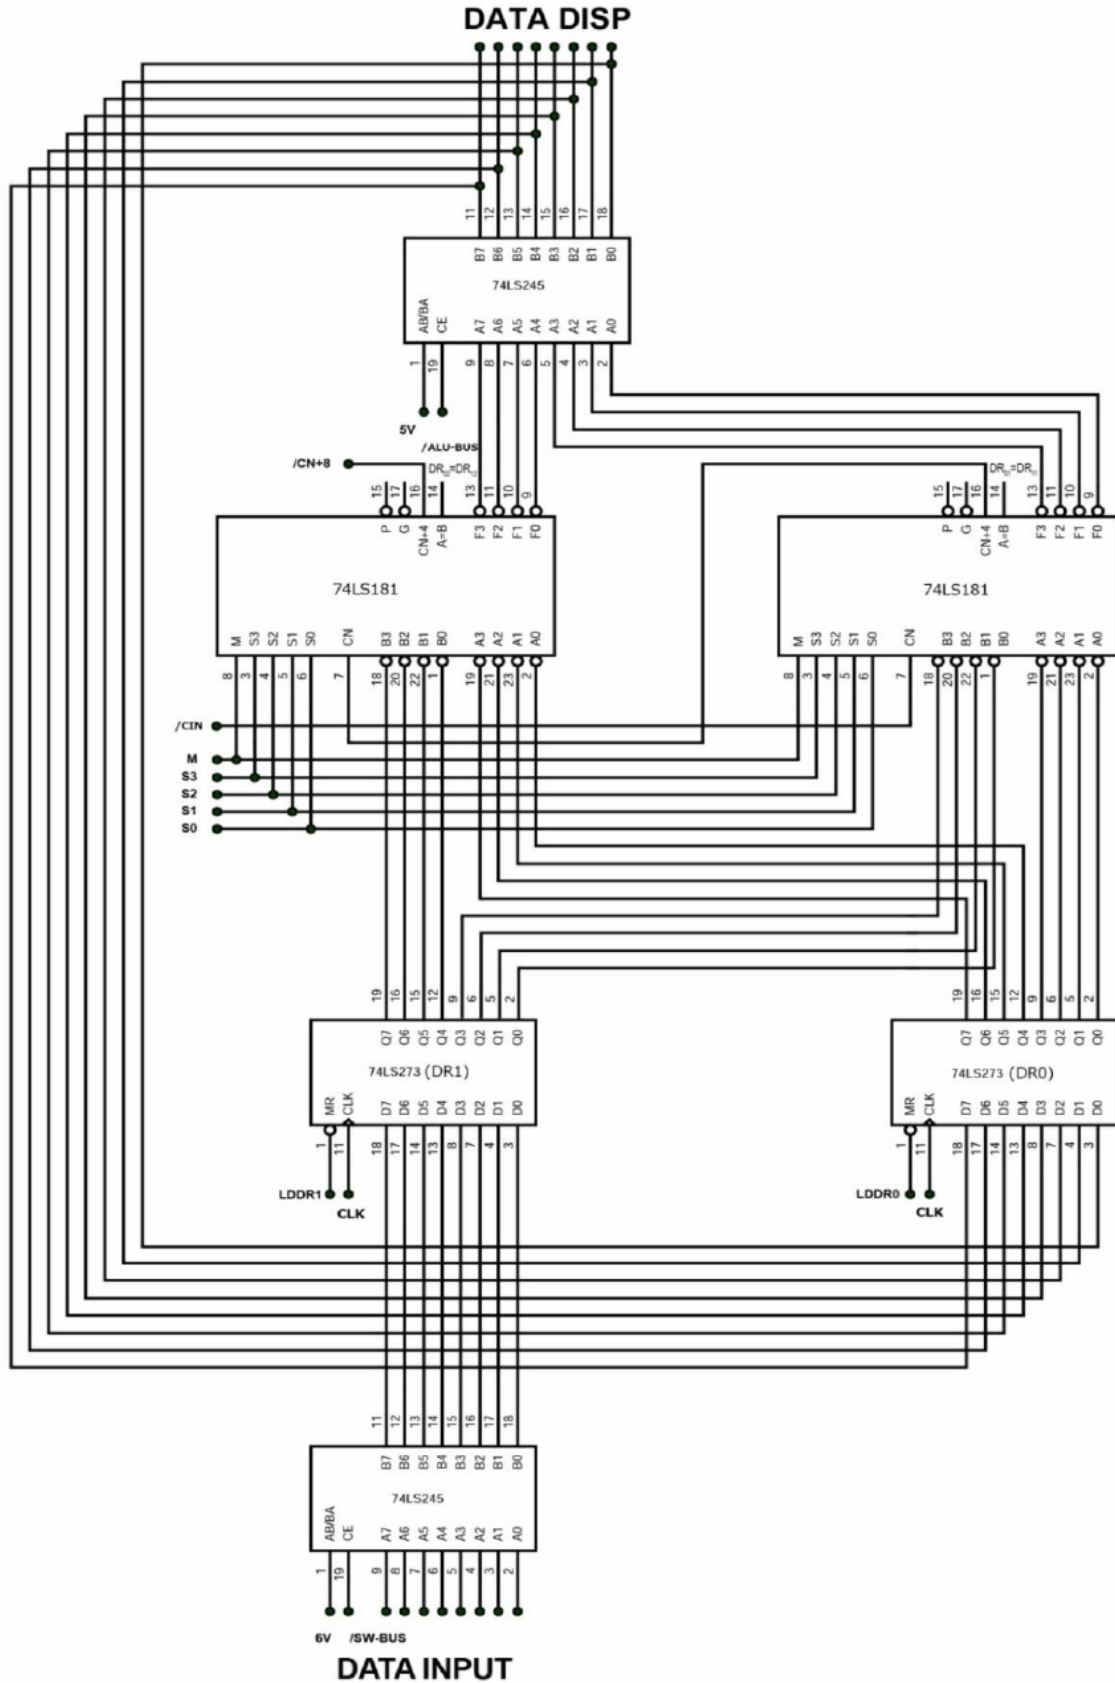 DATA DISP
11 12 13 14 15 16 17 18
B7 B6 B5 B4 B3 B2 B1 B0
74LS245
AB/BA CE A7 A6 A5 A4 A3 A2 A1 A0
1 19 9 8 7 6 5 4 3 2
5V
/ALU-BUS
/CN+8
15 17 16 14 13 11 10 9
15 17 16 14 13 11 10 9
P G CN+4 A=B F3 F2 F1 F0
P G CN+4 A=B F3 F2 F1 F0
74LS181
74LS181
M S3 S2 S1 S0 CN B3 B2 B1 B0 A3 A2 A1 A0
M S3 S2 S1 S0 CN B3 B2 B1 B0 A3 A2 A1 A0
8 3 4 5 6 7 18 20 22 1 19 21 23 2
8 3 4 5 6 7 18 20 22 1 19 21 23 2
/CIN
M
S3
S2
S1
S0
19 16 15 12 9 6 5 2
19 16 15 12 9 6 5 2
Q7 Q6 Q5 Q4 Q3 Q2 Q1 Q0
Q7 Q6 Q5 Q4 Q3 Q2 Q1 Q0
74LS273 (DR1)
74LS273 (DR0)
MR CLK D7 D6 D5 D4 D3 D2 D1 D0
MR CLK D7 D6 D5 D4 D3 D2 D1 D0
1 11 18 17 14 13 8 7 4 3
1 11 18 17 14 13 8 7 4 3
LDDR1
CLK
LDDR0
CLK
11 12 13 14 15 16 17 18
B7 B6 B5 B4 B3 B2 B1 B0
74LS245
AB/BA CE A7 A6 A5 A4 A3 A2 A1 A0
1 19 9 8 7 6 5 4 3 2
6V /SW-BUS
DATA INPUT